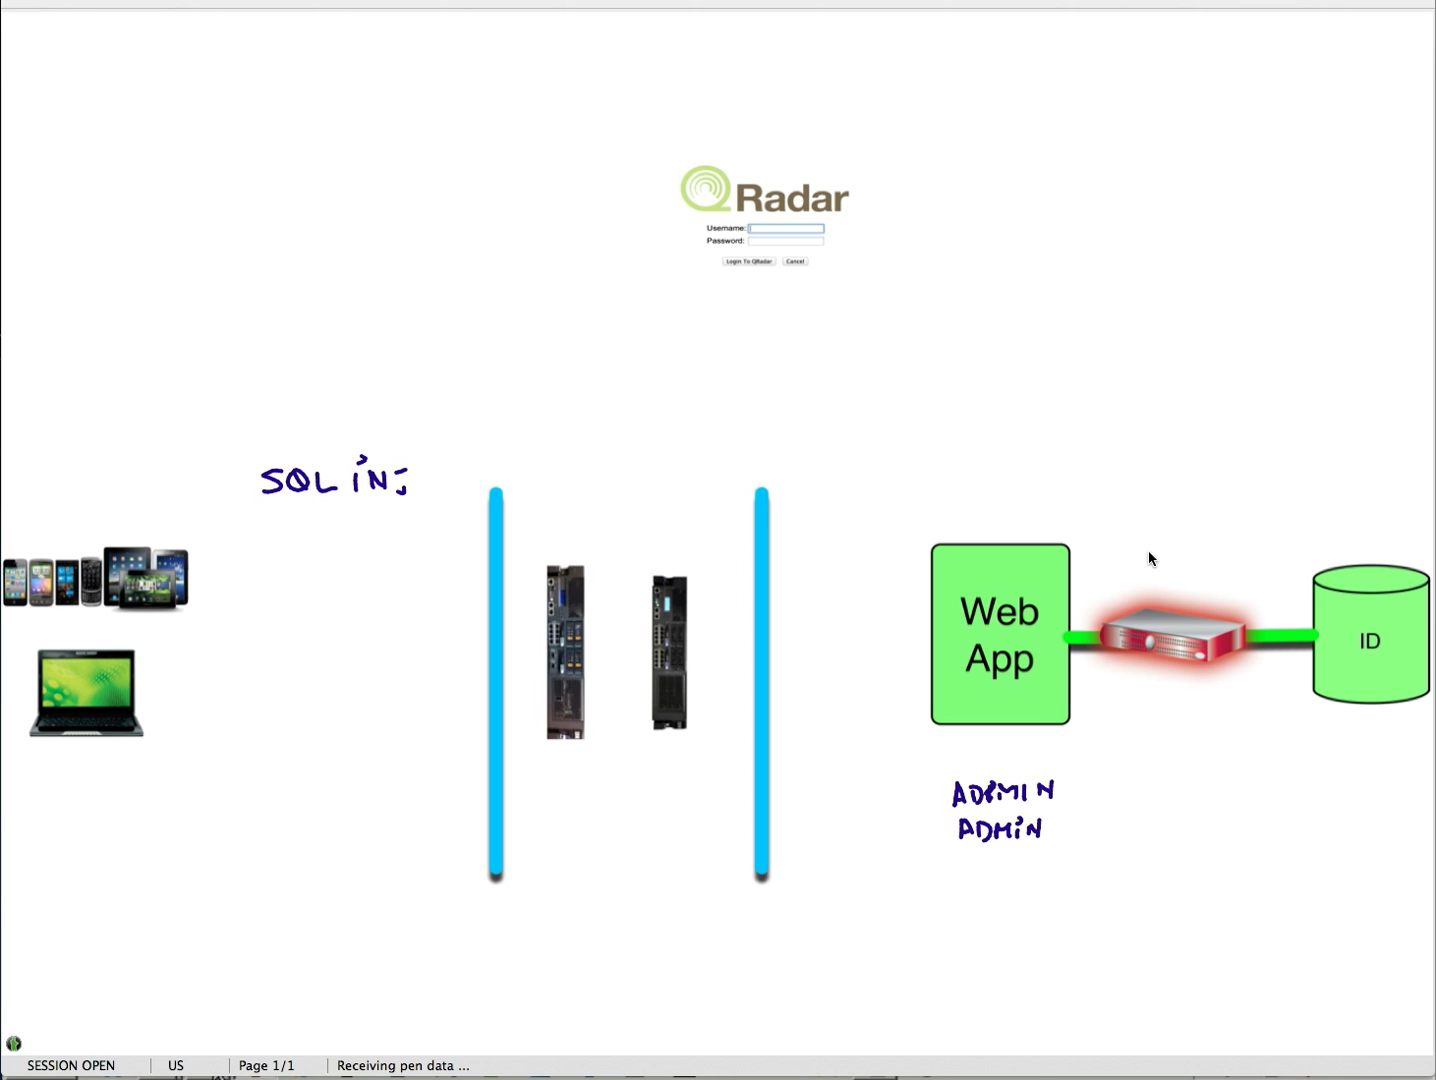 QRadar
Username:
Password:
Login To QRadar Cancel
SQL inj
Web
App
ID
ADMIN
ADMiN
SESSION OPEN US Page 1/1 Receiving pen data ...